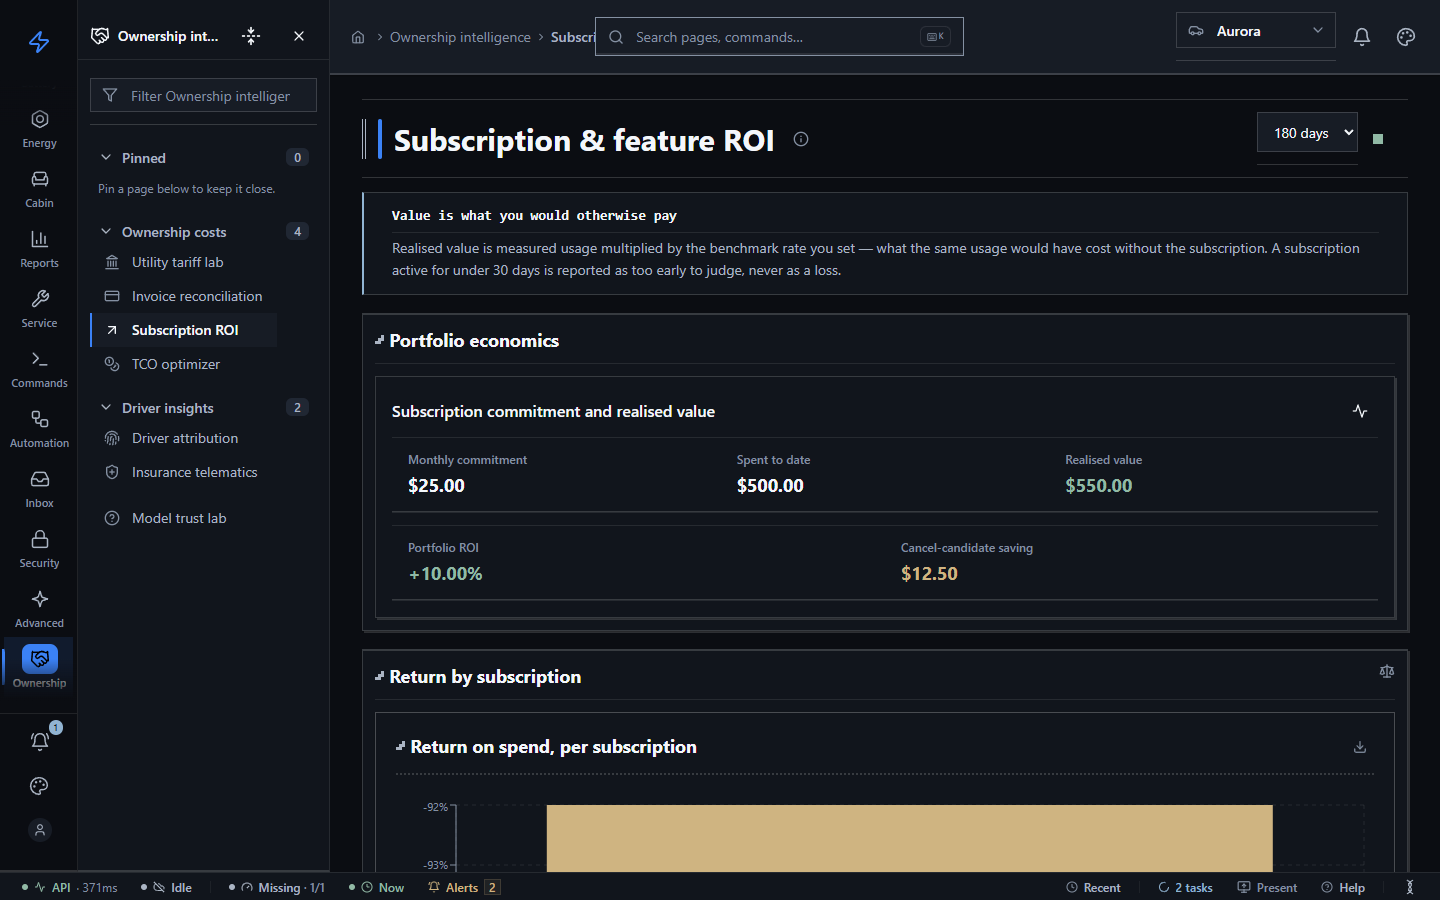 Ownership int...
Ownership intelligence
Subscri
Search pages, commands...
K
Aurora
Filter Ownership intelliger
Energy
Cabin
Reports
Service
Commands
Automation
Inbox
Security
Advanced
Ownership
1
Pinned
0
Pin a page below to keep it close.
Ownership costs
4
Utility tariff lab
Invoice reconciliation
Subscription ROI
TCO optimizer
Driver insights
2
Driver attribution
Insurance telematics
Model trust lab
Subscription & feature ROI
180 days
Value is what you would otherwise pay
Realised value is measured usage multiplied by the benchmark rate you set — what the same usage would have cost without the subscription. A subscription
active for under 30 days is reported as too early to judge, never as a loss.
Portfolio economics
Subscription commitment and realised value
Monthly commitment
Spent to date
Realised value
$25.00
$500.00
$550.00
Portfolio ROI
Cancel-candidate saving
+10.00%
$12.50
Return by subscription
Return on spend, per subscription
-92%
-93%
API · 371ms
Idle
Missing · 1/1
Now
Alerts 2
Recent
2 tasks
Present
Help